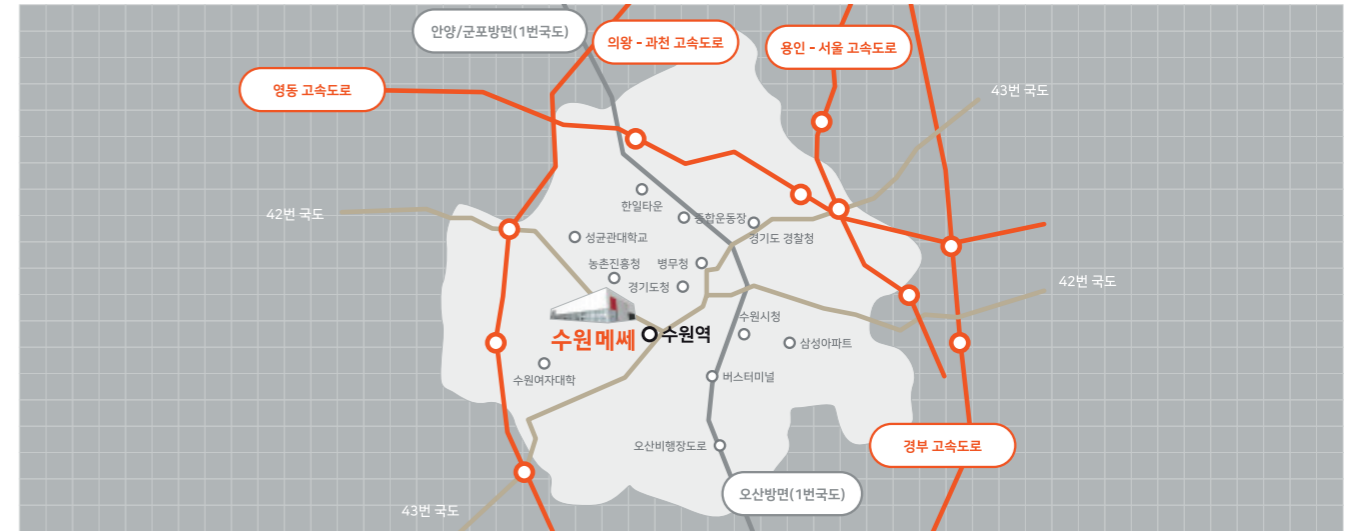 안양/군포방면(1번국도)
의왕 - 과천 고속도로
용인 - 서울 고속도로
영동 고속도로
43번 국도
42번 국도
한일타운
종합운동장
경기도 경찰청
성균관대학교
농촌진흥청
병무청
경기도청
42번 국도
수원시청
수원메쎄
수원역
삼성아파트
수원여자대학
버스터미널
오산비행장도로
경부 고속도로
오산방면(1번국도)
43번 국도